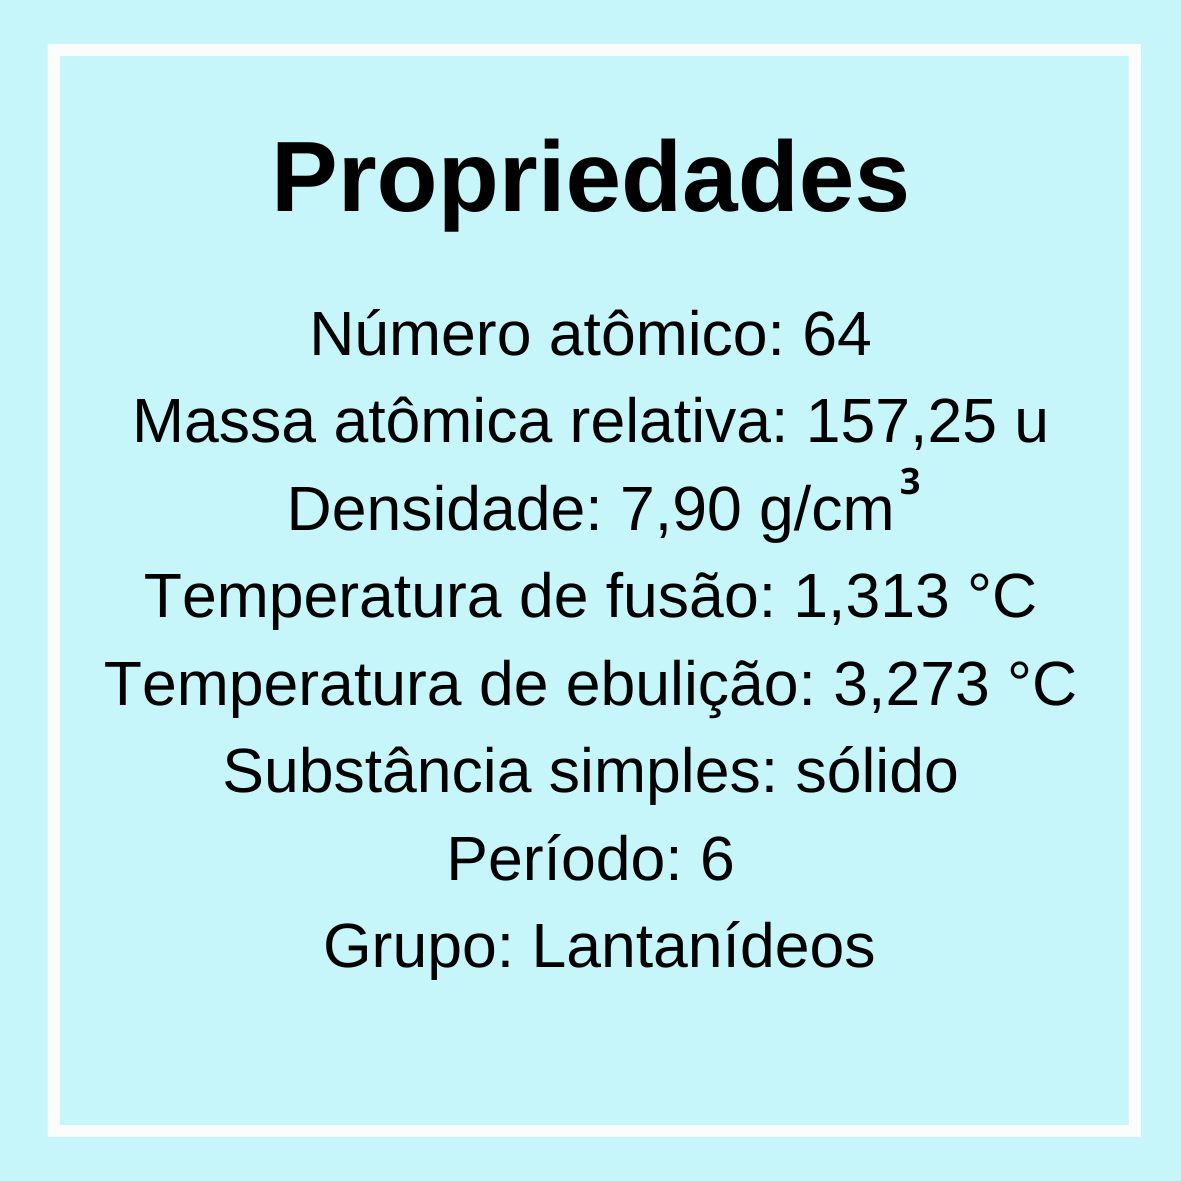 Propriedades
Número atômico: 64
Massa atômica relativa: 157,25 u
Densidade: 7,90 g/cm³
Temperatura de fusão: 1,313 °C
Temperatura de ebulição: 3,273 °C
Substância simples: sólido
Período: 6
Grupo: Lantanídeos